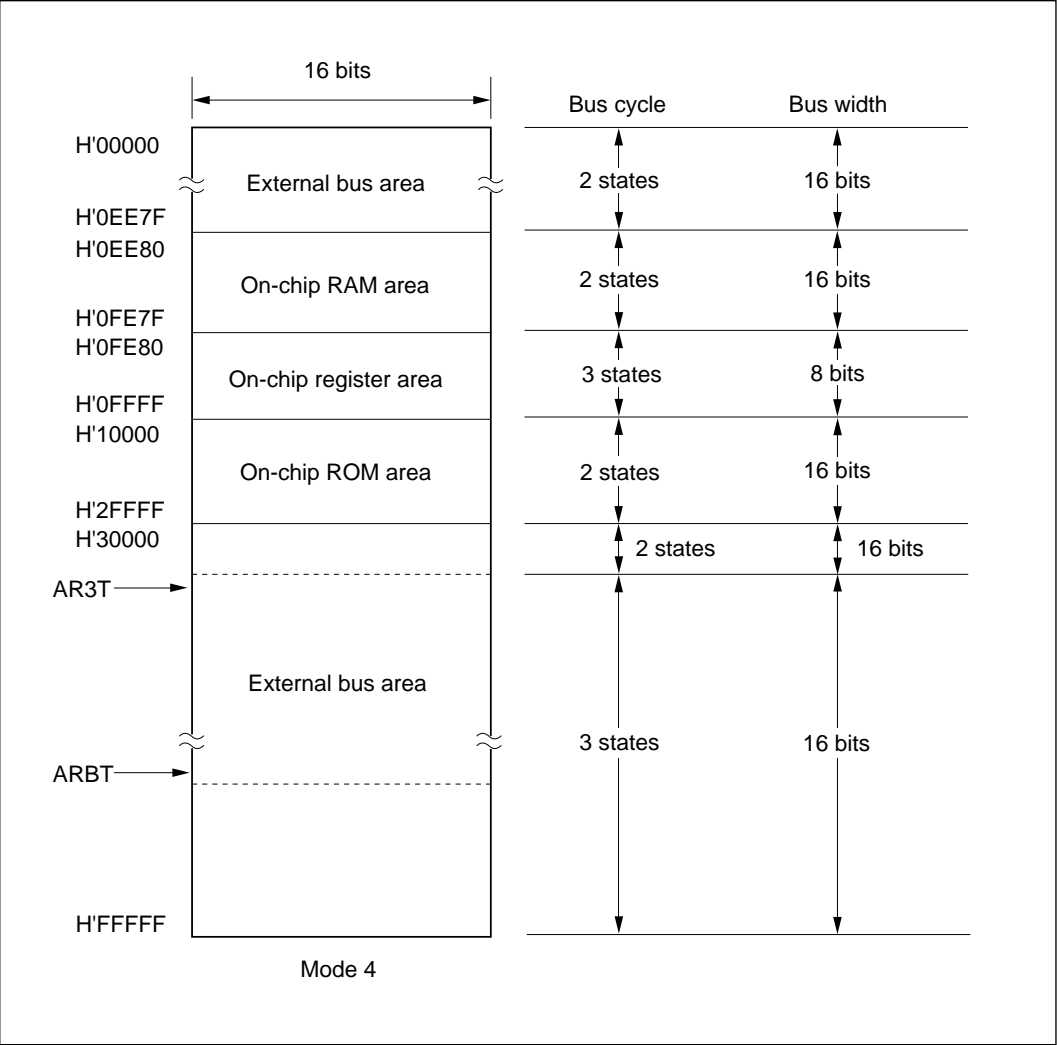 16 bits
Bus cycle
Bus width
H'00000
External bus area
2 states
16 bits
H'0EE7F
H'0EE80
On-chip RAM area
2 states
16 bits
H'0FE7F
H'0FE80
On-chip register area
3 states
8 bits
H'0FFFF
H'10000
On-chip ROM area
2 states
16 bits
H'2FFFF
H'30000
2 states
16 bits
AR3T
External bus area
3 states
16 bits
ARBT
H'FFFFF
Mode 4